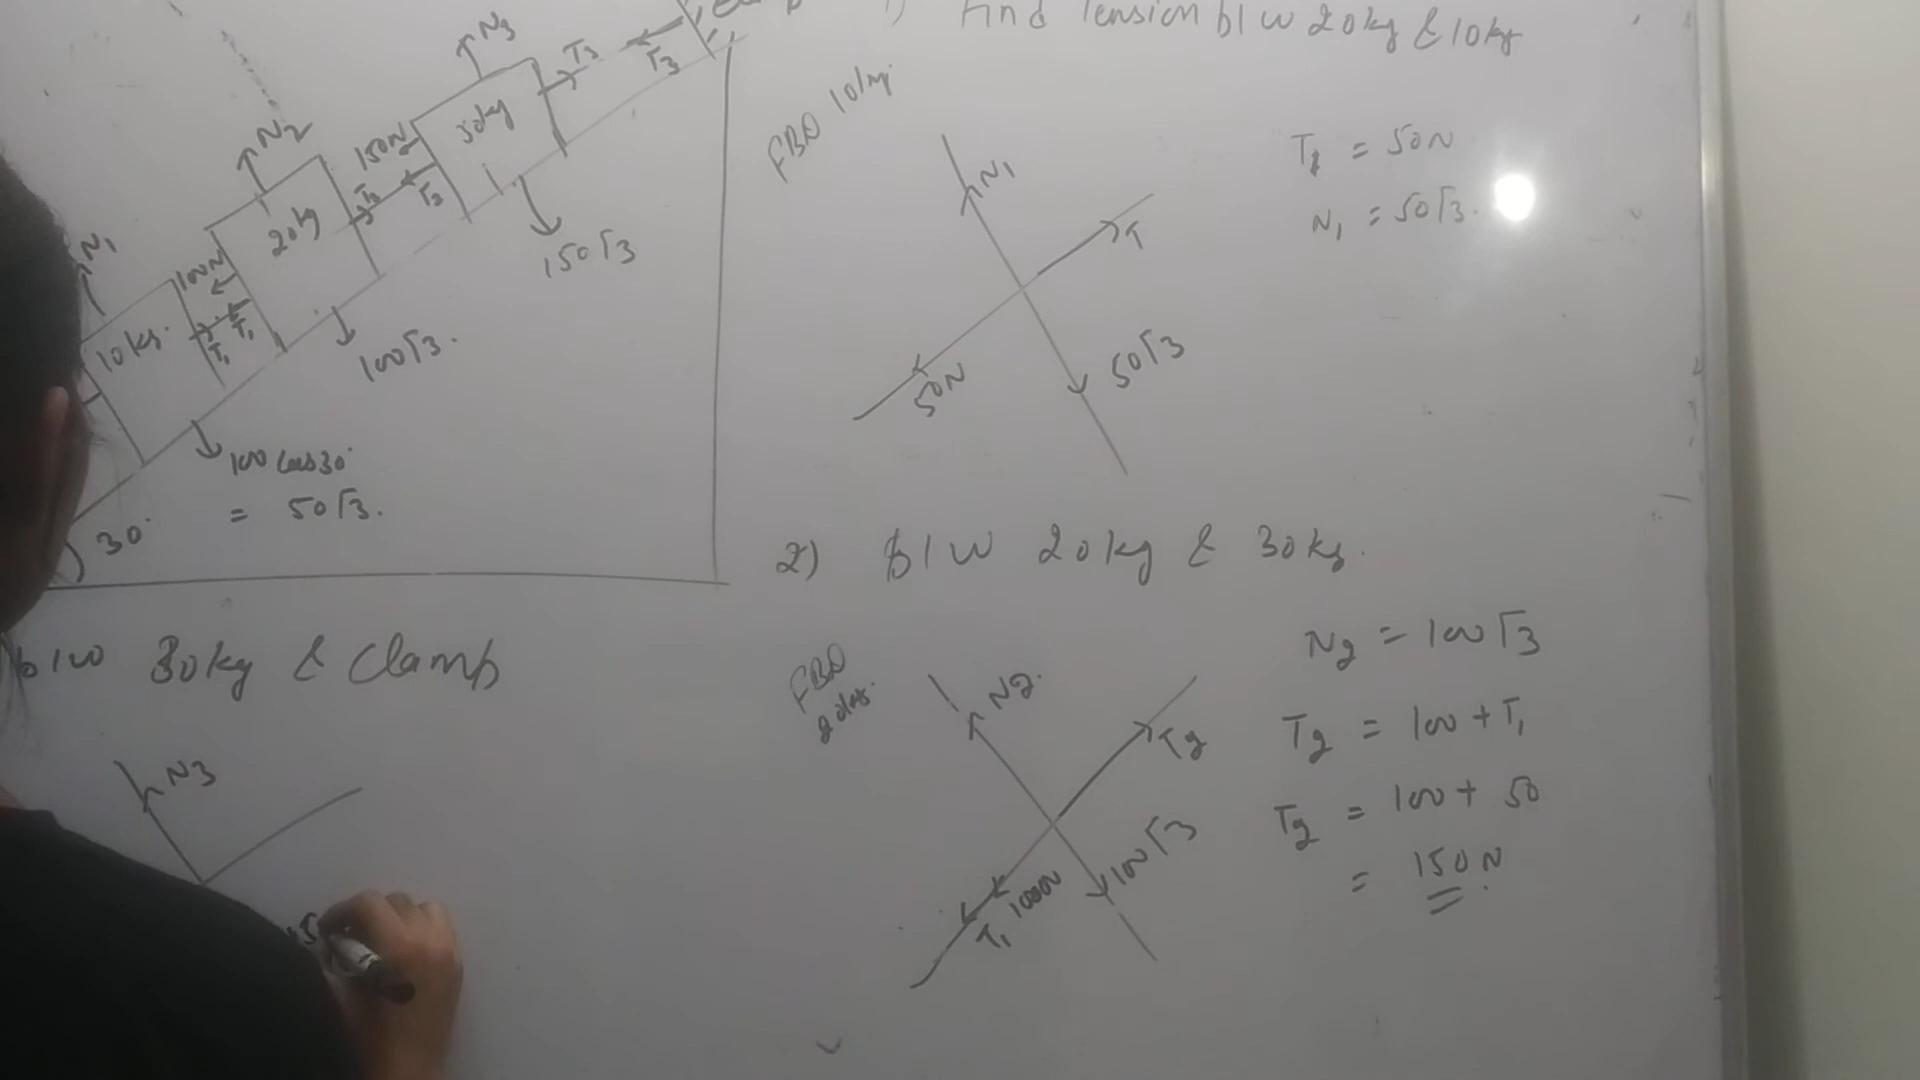 N3
T3
T3
30kg
150N
N2
T2
T2
20kg
150√3
N1
100N
T1
T1
10kg.
100√3.
100 Cos30°
= 50√3.
30°
b/w 30kg & Clamp
N3
1) Find Tension b/w 20kg & 10kg
FBD 10kg.
N1
T
50N
50√3
T1 = 50N
N1 = 50√3.
2) b/w 20kg & 30kg.
FBD
20kg.
N2.
T2
100N
T1
100√3
N2 = 100√3
T2 = 100 + T1
T2 = 100 + 50
= 150N.